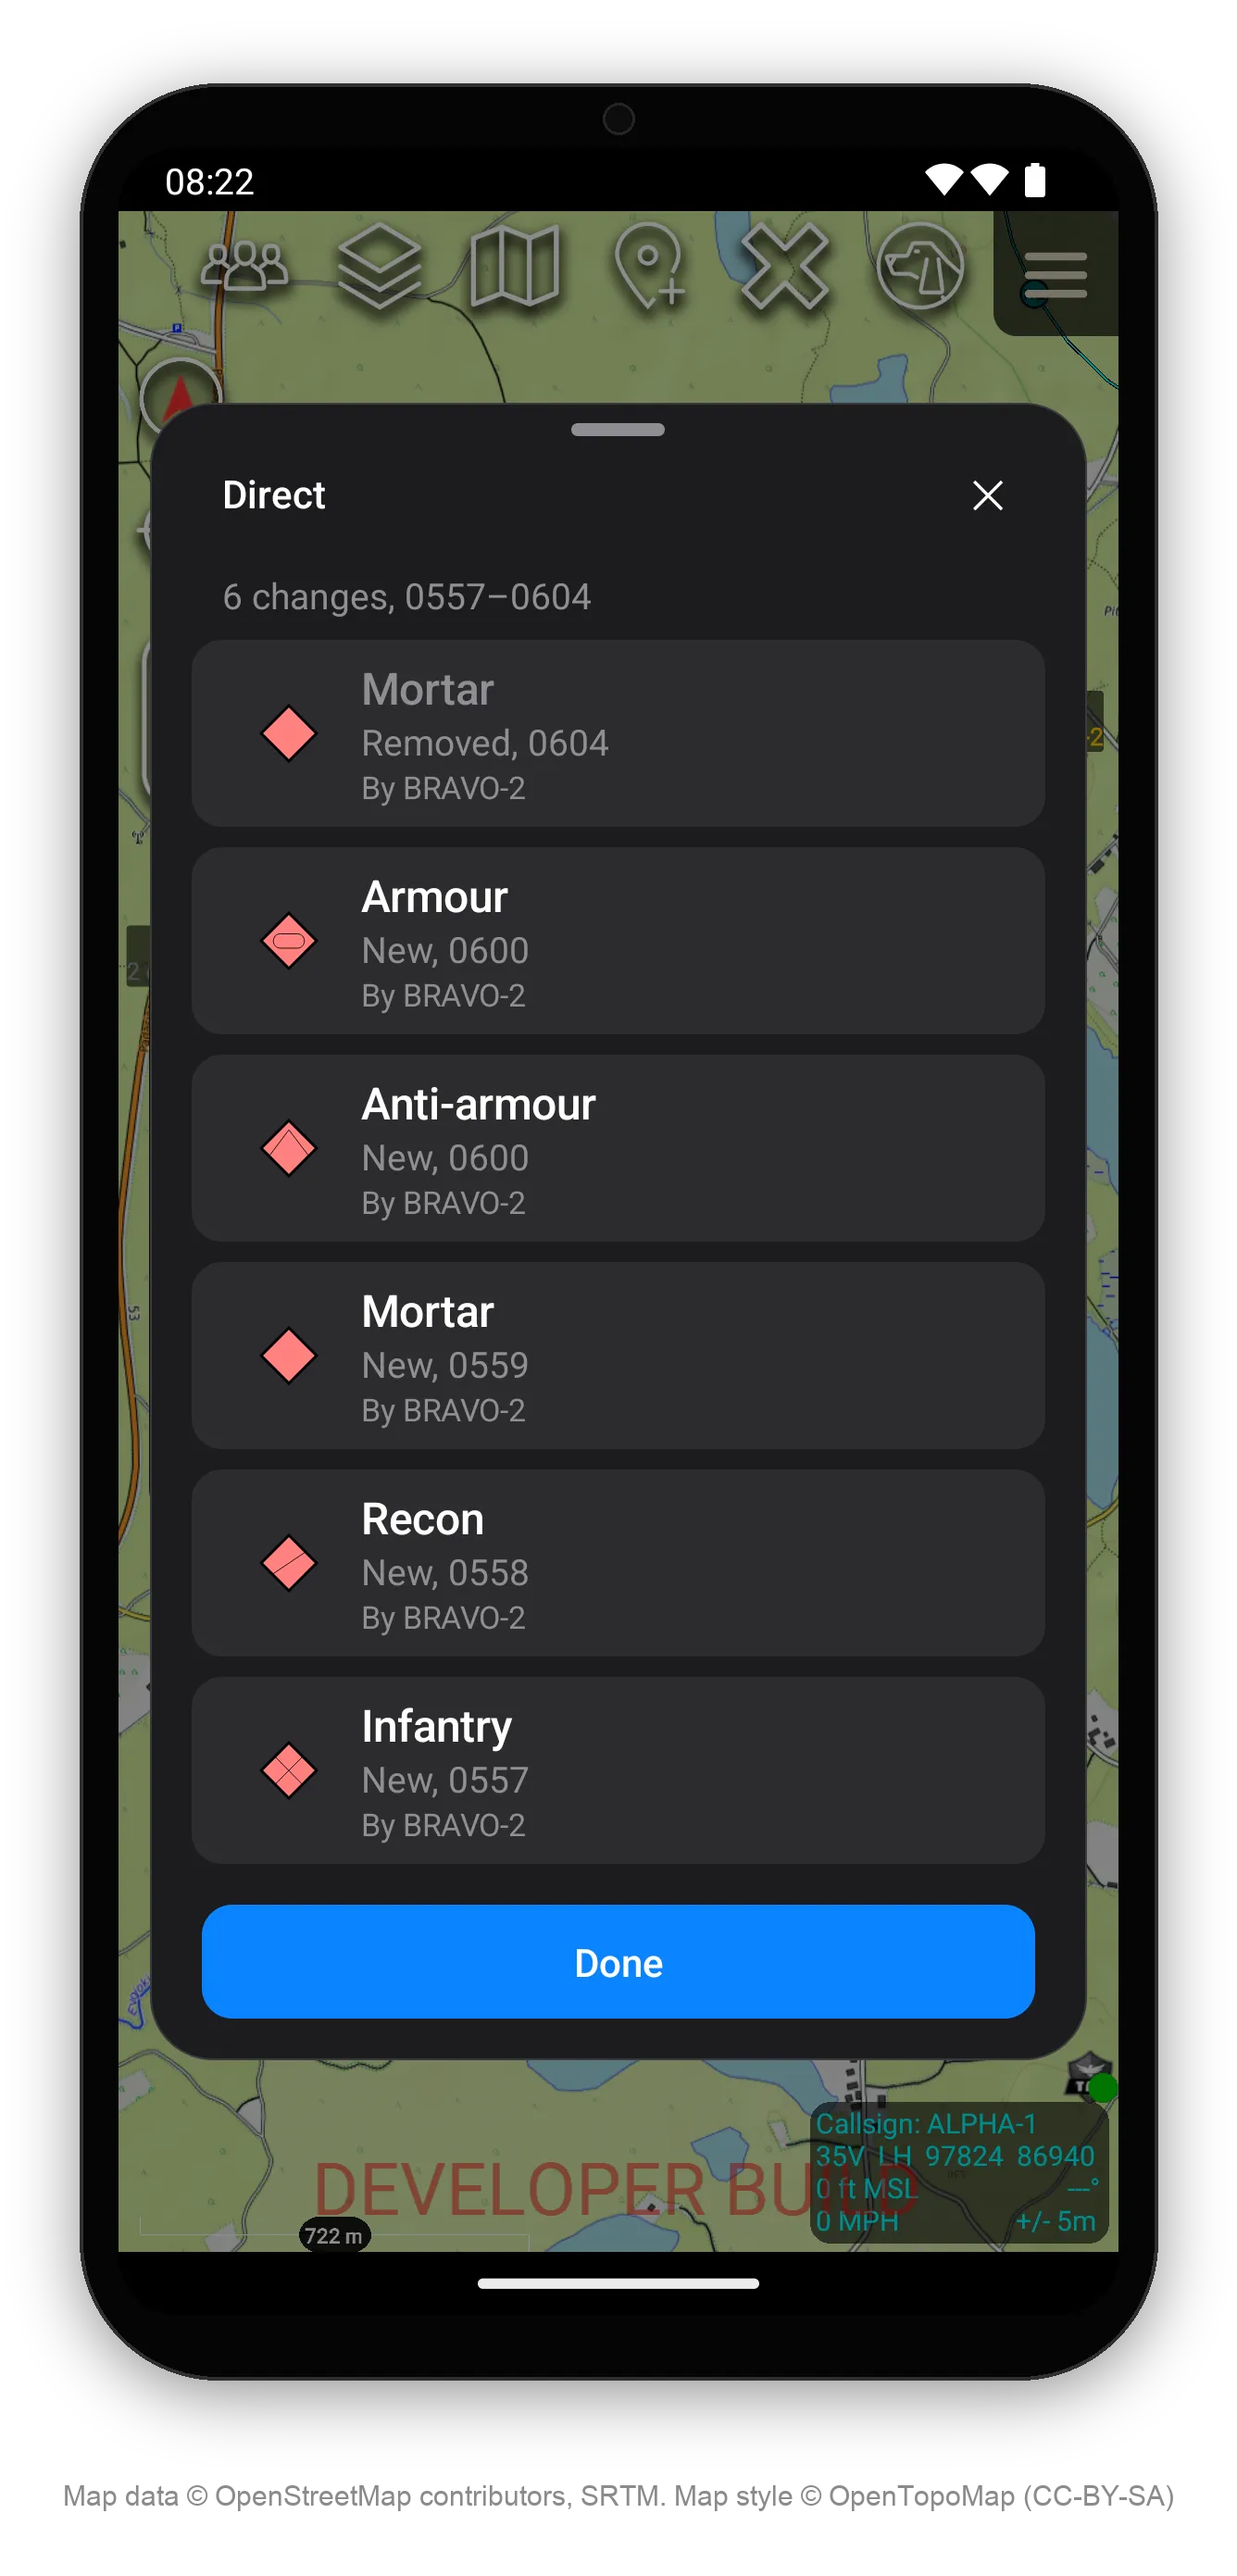 08:22
Direct
6 changes, 0557–0604
Mortar
Removed, 0604
By BRAVO-2
Armour
New, 0600
By BRAVO-2
Anti-armour
New, 0600
By BRAVO-2
Mortar
New, 0559
By BRAVO-2
Recon
New, 0558
By BRAVO-2
Infantry
New, 0557
By BRAVO-2
Done
53
Callsign: ALPHA-1
35V LH 97824 86940
0 ft MSL ---°
0 MPH +/- 5m
DEVELOPER BUILD
722 m
Map data © OpenStreetMap contributors, SRTM. Map style © OpenTopoMap (CC-BY-SA)